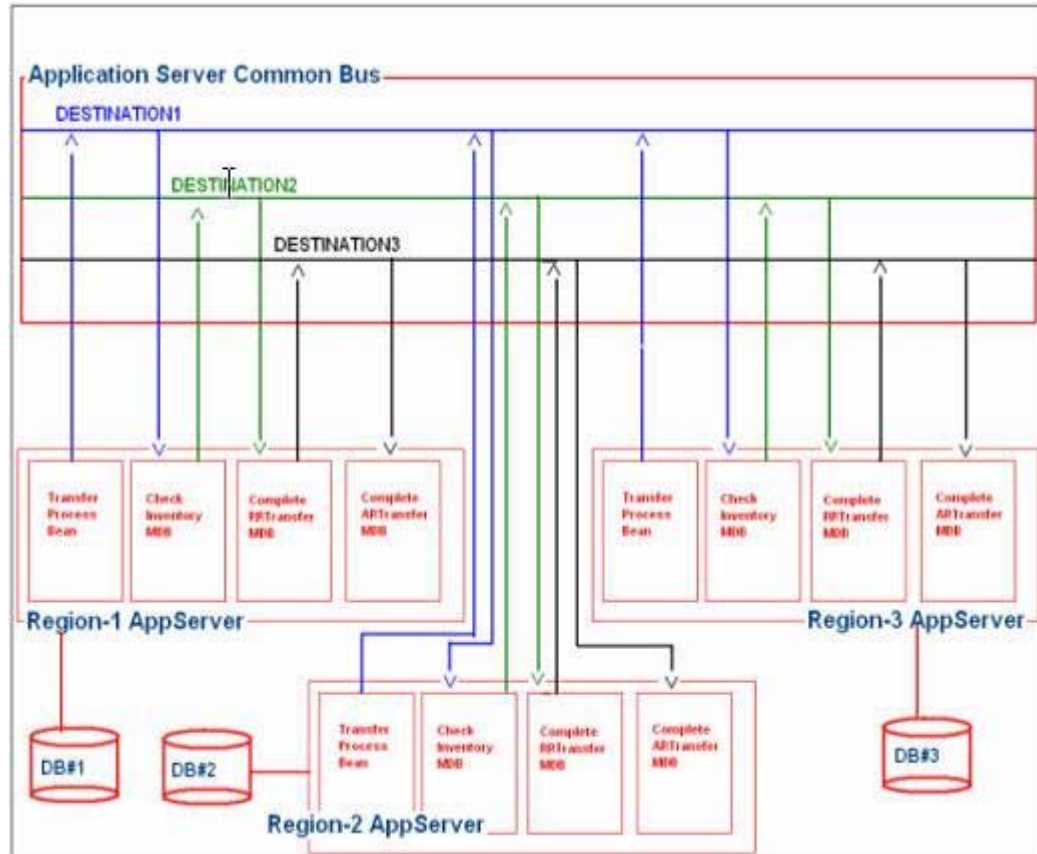 Application Server Common Bus
DESTINATION1
DESTINATION2
DESTINATION3
Transfer
Process
Bean
Check
Inventory
MDB
Complete
RRTransfer
MDB
Complete
ARTransfer
MDB
Region-1 AppServer
Transfer
Process
Bean
Check
Inventory
MDB
Complete
RRTransfer
MDB
Complete
ARTransfer
MDB
Region-3 AppServer
DB#1
DB#2
Transfer
Process
Bean
Check
Inventory
MDB
Complete
RRTransfer
MDB
Complete
ARTransfer
MDB
Region-2 AppServer
DB#3